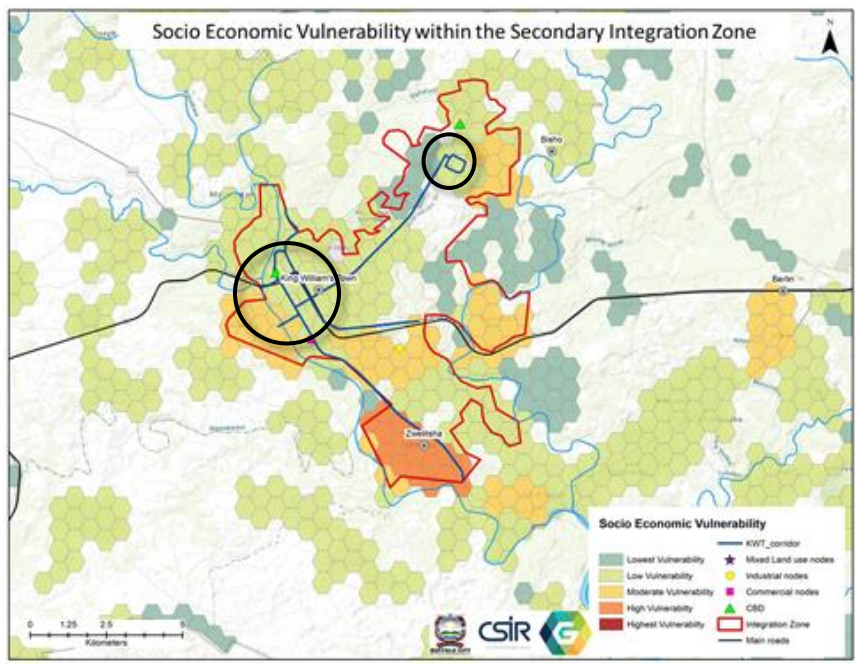 Socio Economic Vulnerability within the Secondary Integration Zone
N
Bisho
King William's Town
Berlin
Zwelitsha
Socio Economic Vulnerability
Lowest Vulnerability
Low Vulnerability
Moderate Vulnerability
High Vulnerability
Highest Vulnerability
KWT_corridor
Mixed Land use nodes
Industrial nodes
Commercial nodes
CBD
Integration Zone
Main roads
0 1.25 2.5 5
Kilometers
CSIR
G